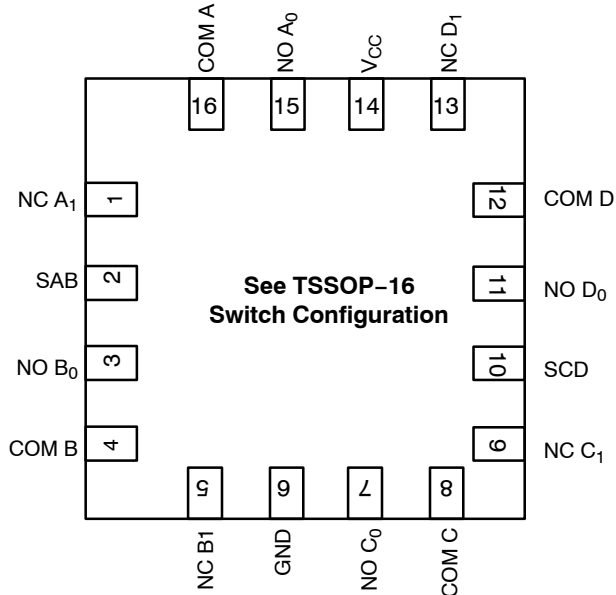 COM A
NO A₀
V_CC
NC D₁
16
15
14
13
NC A₁
1
12
COM D
SAB
2
11
NO D₀
See TSSOP–16
Switch Configuration
NO B₀
3
10
SCD
COM B
4
9
NC C₁
5
6
7
8
NC B1
GND
NO C₀
COM C